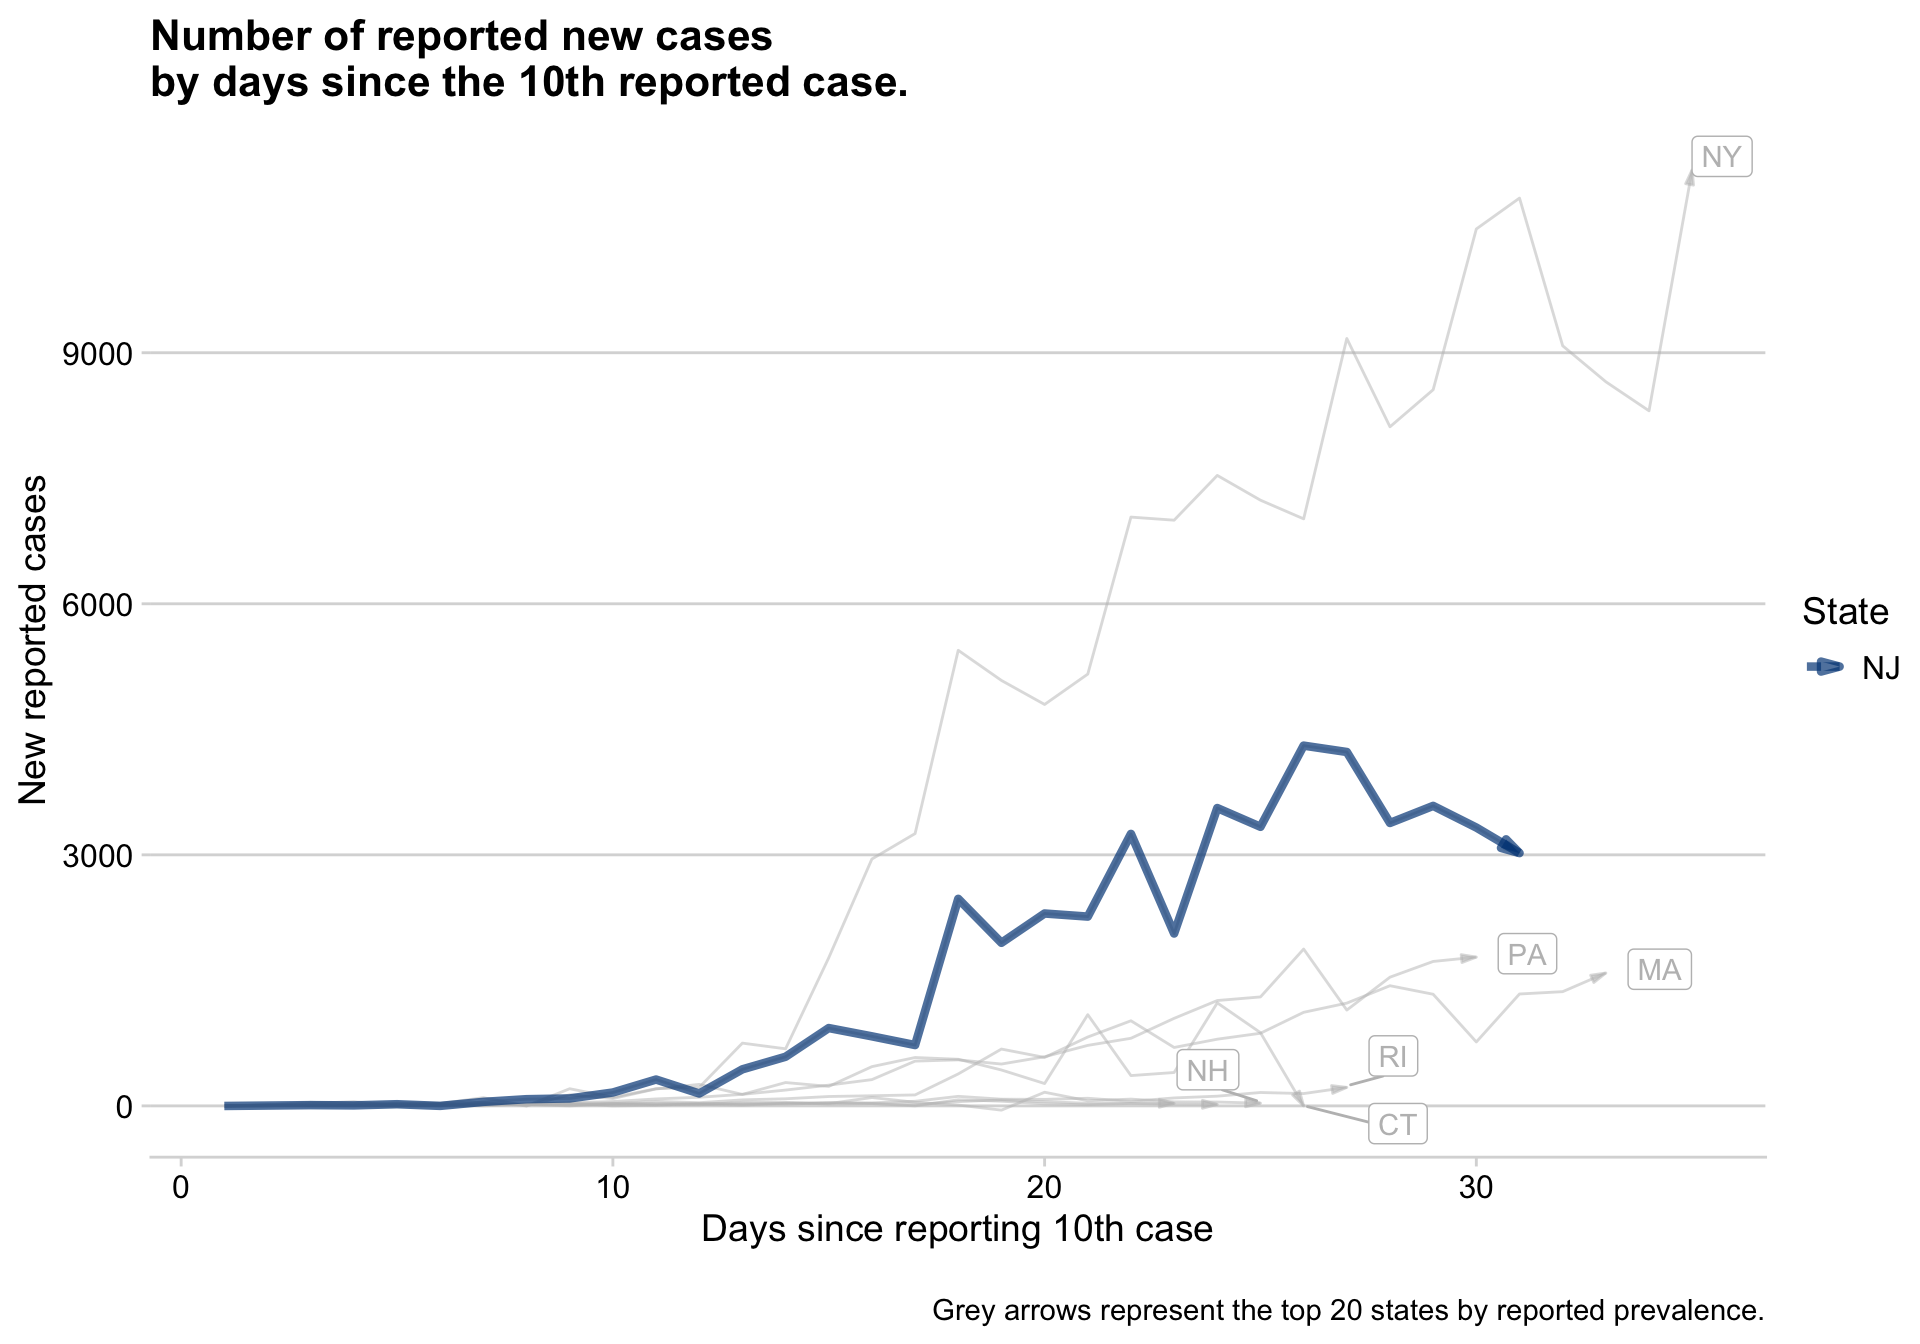 Number of reported new cases
by days since the 10th reported case.
NY
9000
New reported cases
6000
State
NJ
3000
PA
MA
RI
NH
0
CT
0 10 20 30
Days since reporting 10th case
Grey arrows represent the top 20 states by reported prevalence.